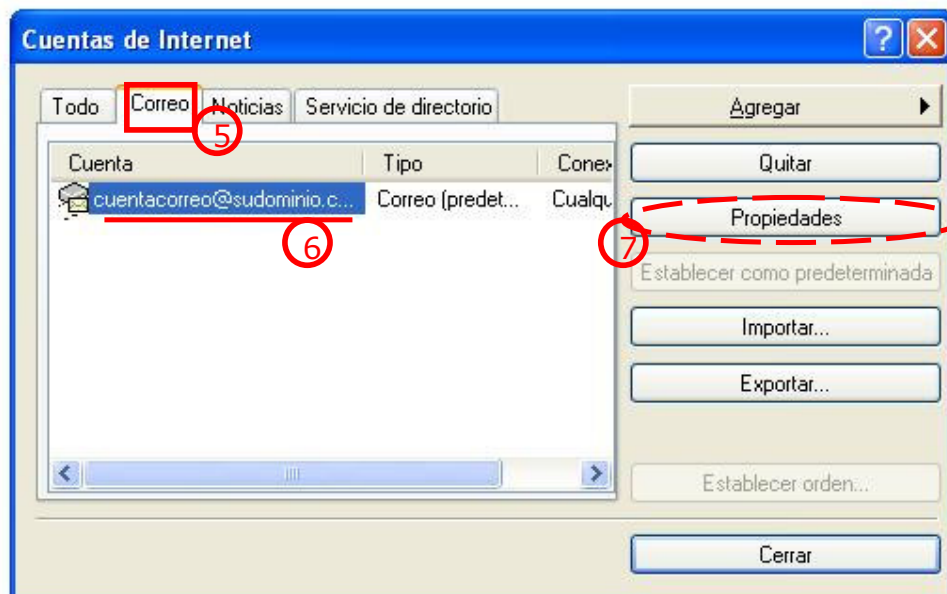 Cuentas de Internet
Todo Correo Noticias Servicio de directorio
5
Cuenta Tipo Conex
cuentacorreo@sudominio.c... Correo (predet... Cualqu
6
Agregar
Quitar
7
Propiedades
Establecer como predeterminada
Importar...
Exportar...
Establecer orden...
Cerrar